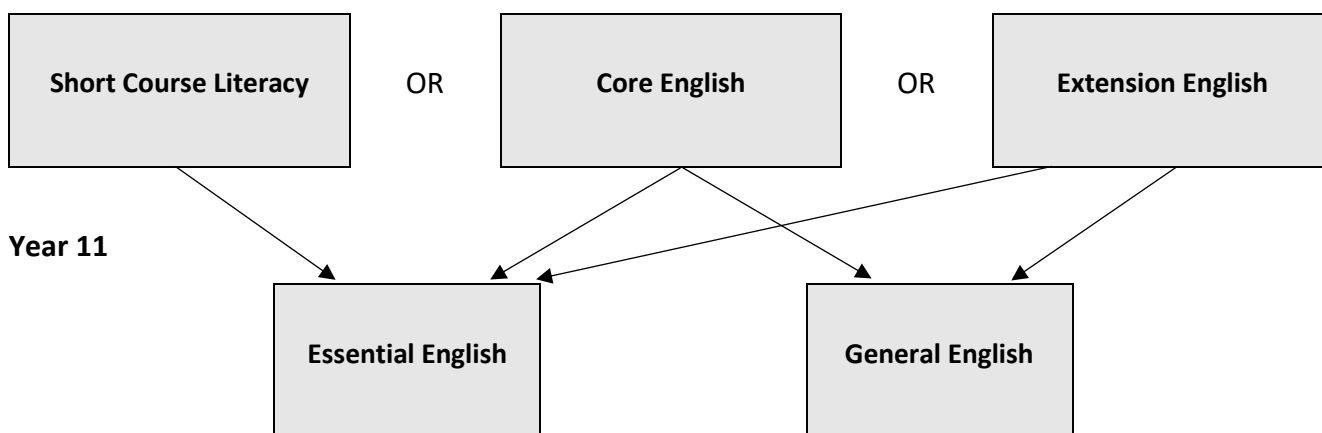 Short Course Literacy OR Core English OR Extension English
Year 11
Essential English General English